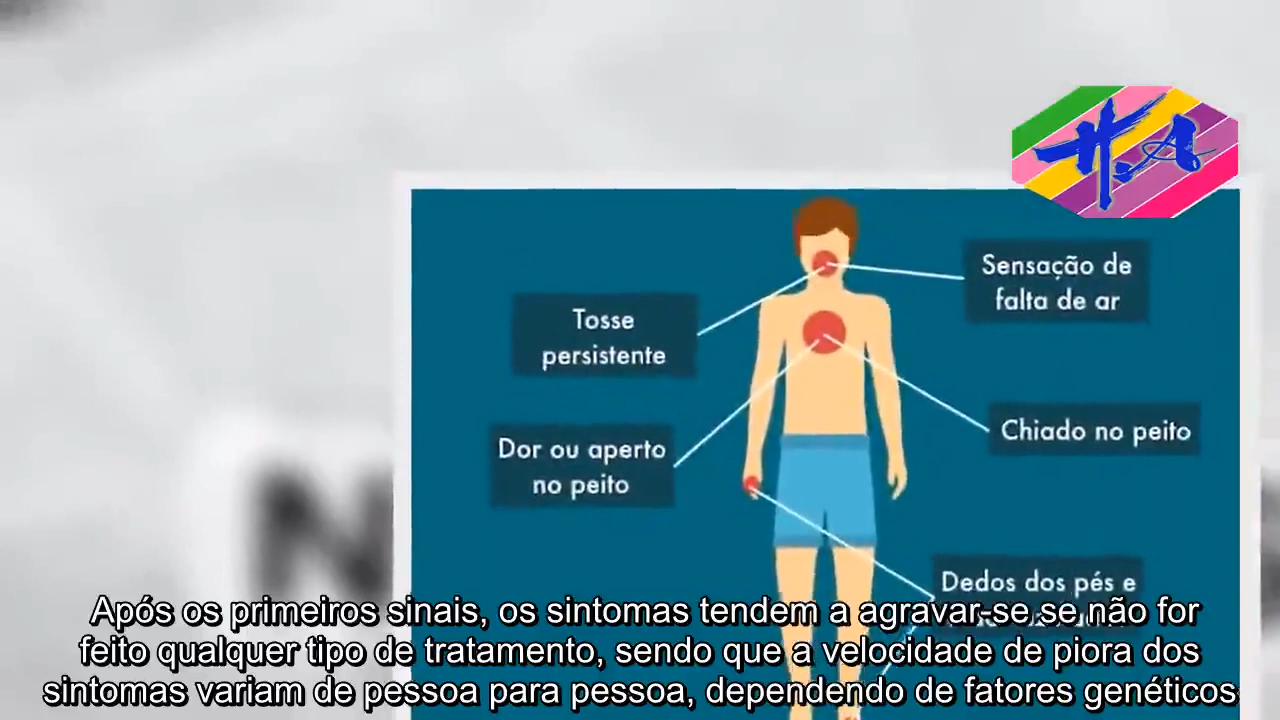 H.A
Sensação de
falta de ar
Tosse
persistente
Chiado no peito
Dor ou aperto
no peito
Dedos dos pés e
N
Após os primeiros sinais, os sintomas tendem a agravar-se se não for
feito qualquer tipo de tratamento, sendo que a velocidade de piora dos
sintomas variam de pessoa para pessoa, dependendo de fatores genéticos